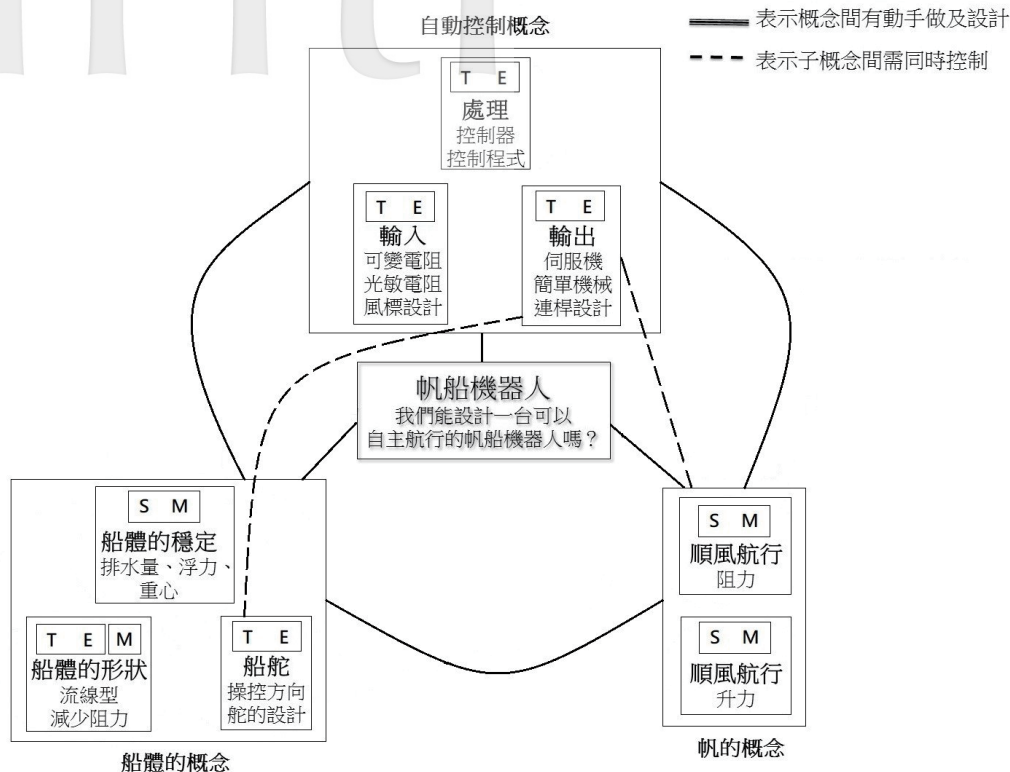 自動控制概念
表示概念間有動手做及設計
表示子概念間需同時控制
T E
處理
控制器
控制程式
T E
輸入
可變電阻
光敏電阻
風標設計
T E
輸出
伺服機
簡單機械
連桿設計
帆船機器人
我們能設計一台可以
自主航行的帆船機器人嗎？
S M
船體的穩定
排水量、浮力、
重心
T E M
船體的形狀
流線型
減少阻力
T E
船舵
操控方向
舵的設計
船體的概念
S M
順風航行
阻力
S M
順風航行
升力
帆的概念